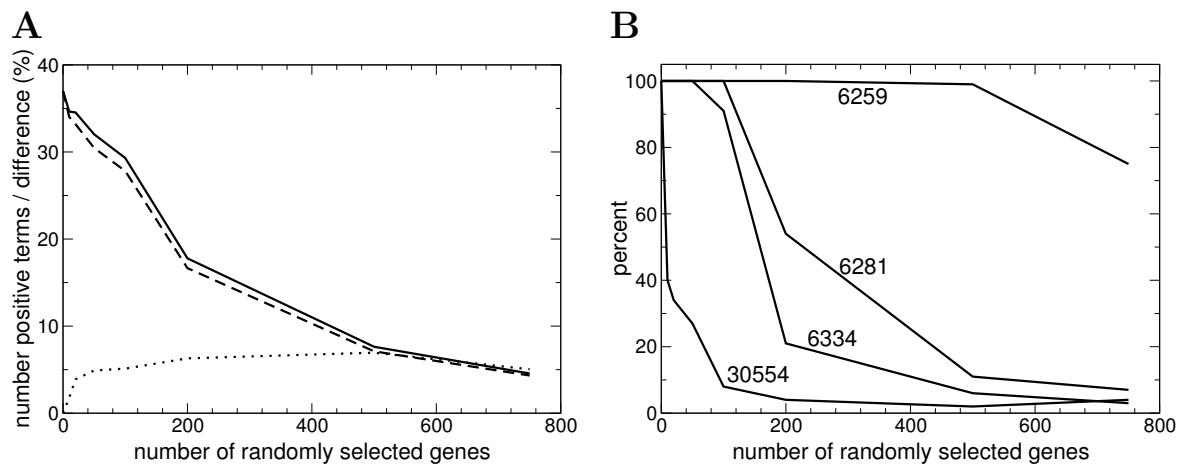 A
number positive terms / difference (%)
40
30
20
10
0
0 200 400 600 800
number of randomly selected genes
B
percent
100
80
60
40
20
0
6259
6281
6334
30554
0 200 400 600 800
number of randomly selected genes